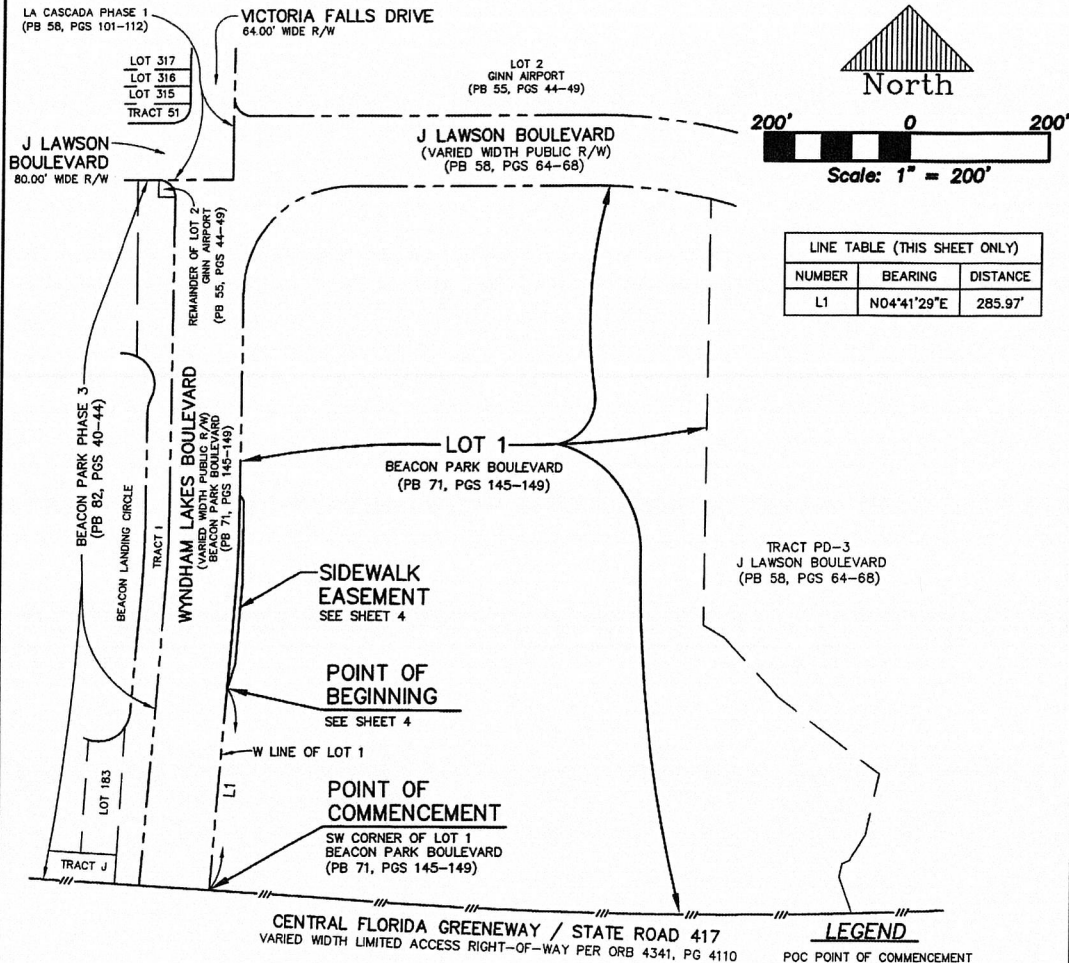 LA CASCADA PHASE 1
(PB 58, PGS 101-112)
VICTORIA FALLS DRIVE
64.00' WIDE R/W
LOT 317
LOT 316
LOT 315
TRACT 51
LOT 2
GINN AIRPORT
(PB 55, PGS 44-49)
North
J LAWSON
BOULEVARD
80.00' WIDE R/W
J LAWSON BOULEVARD
(VARIED WIDTH PUBLIC R/W)
(PB 58, PGS 64-68)
200' 0 200'
Scale: 1" = 200'
LINE TABLE (THIS SHEET ONLY)
NUMBER BEARING DISTANCE
L1 N04°41'29"E 285.97'
REMAINDER OF LOT 2
GINN AIRPORT
(PB 55, PGS 44-49)
BEACON PARK PHASE 3
(PB 82, PGS 40-44)
BEACON LANDING CIRCLE
TRACT 1
WYNDHAM LAKES BOULEVARD
(VARIED WIDTH PUBLIC R/W)
BEACON PARK BOULEVARD
(PB 71, PGS 145-149)
LOT 1
BEACON PARK BOULEVARD
(PB 71, PGS 145-149)
TRACT PD-3
J LAWSON BOULEVARD
(PB 58, PGS 64-68)
SIDEWALK
EASEMENT
SEE SHEET 4
POINT OF
BEGINNING
SEE SHEET 4
W LINE OF LOT 1
L1
LOT 183
TRACT J
POINT OF
COMMENCEMENT
SW CORNER OF LOT 1
BEACON PARK BOULEVARD
(PB 71, PGS 145-149)
CENTRAL FLORIDA GREENEWAY / STATE ROAD 417
VARIED WIDTH LIMITED ACCESS RIGHT-OF-WAY PER ORB 4341, PG 4110
LEGEND
POC POINT OF COMMENCEMENT